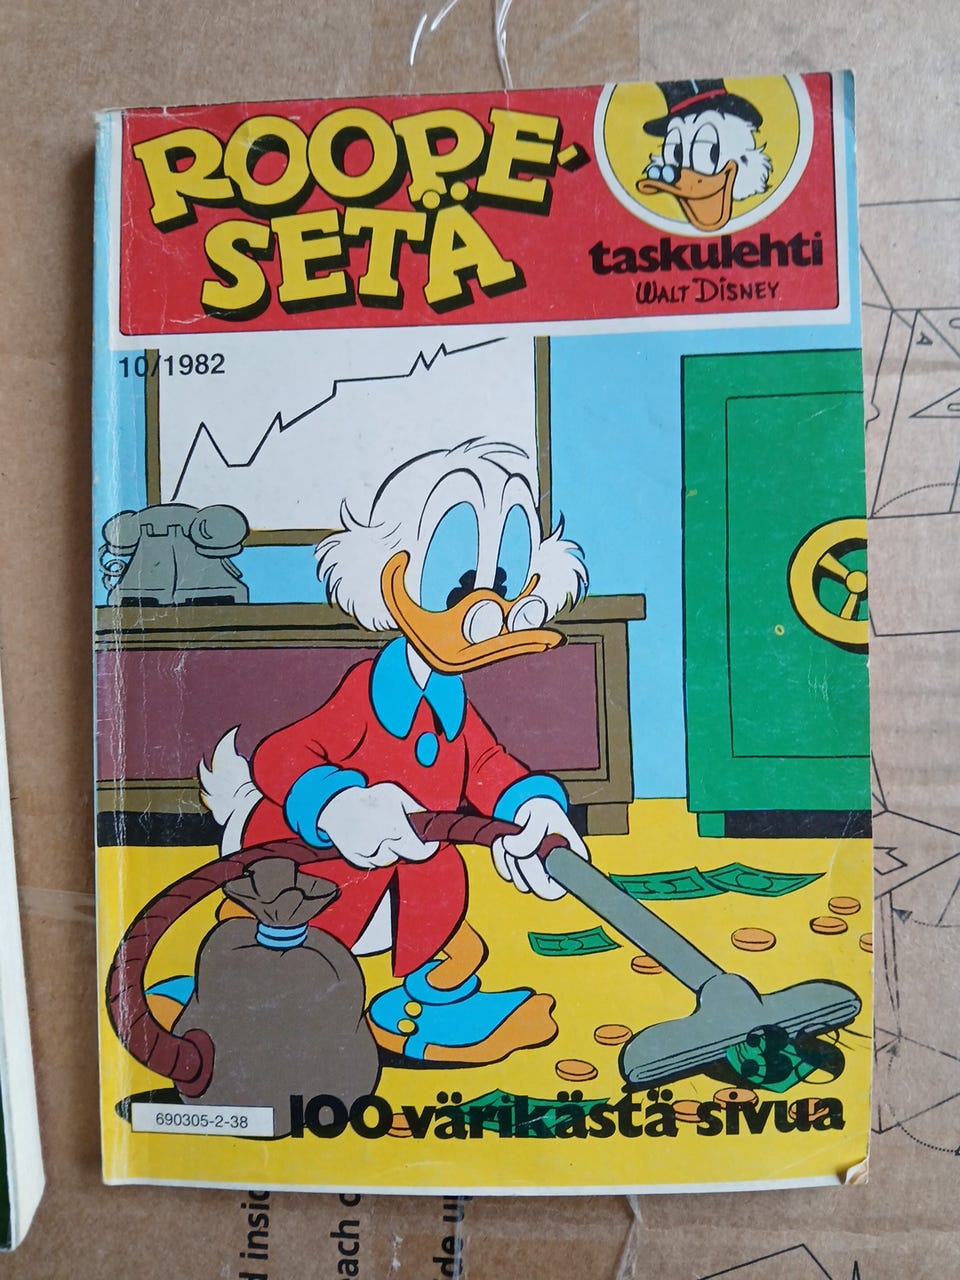 ROOPE-
SETÄ
taskulehti
WALT DISNEY
10/1982
690305-2-38
100 värikästä sivua
A